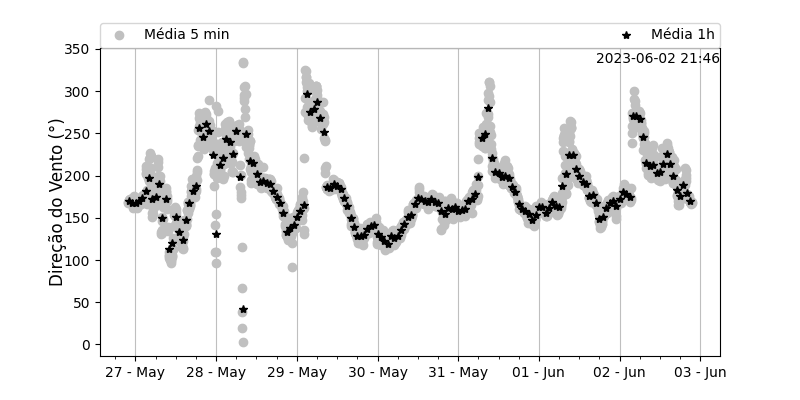 Média 5 min
Média 1h
2023-06-02 21:46
Direção do Vento (°)
350
300
250
200
150
100
50
0
27 - May
28 - May
29 - May
30 - May
31 - May
01 - Jun
02 - Jun
03 - Jun